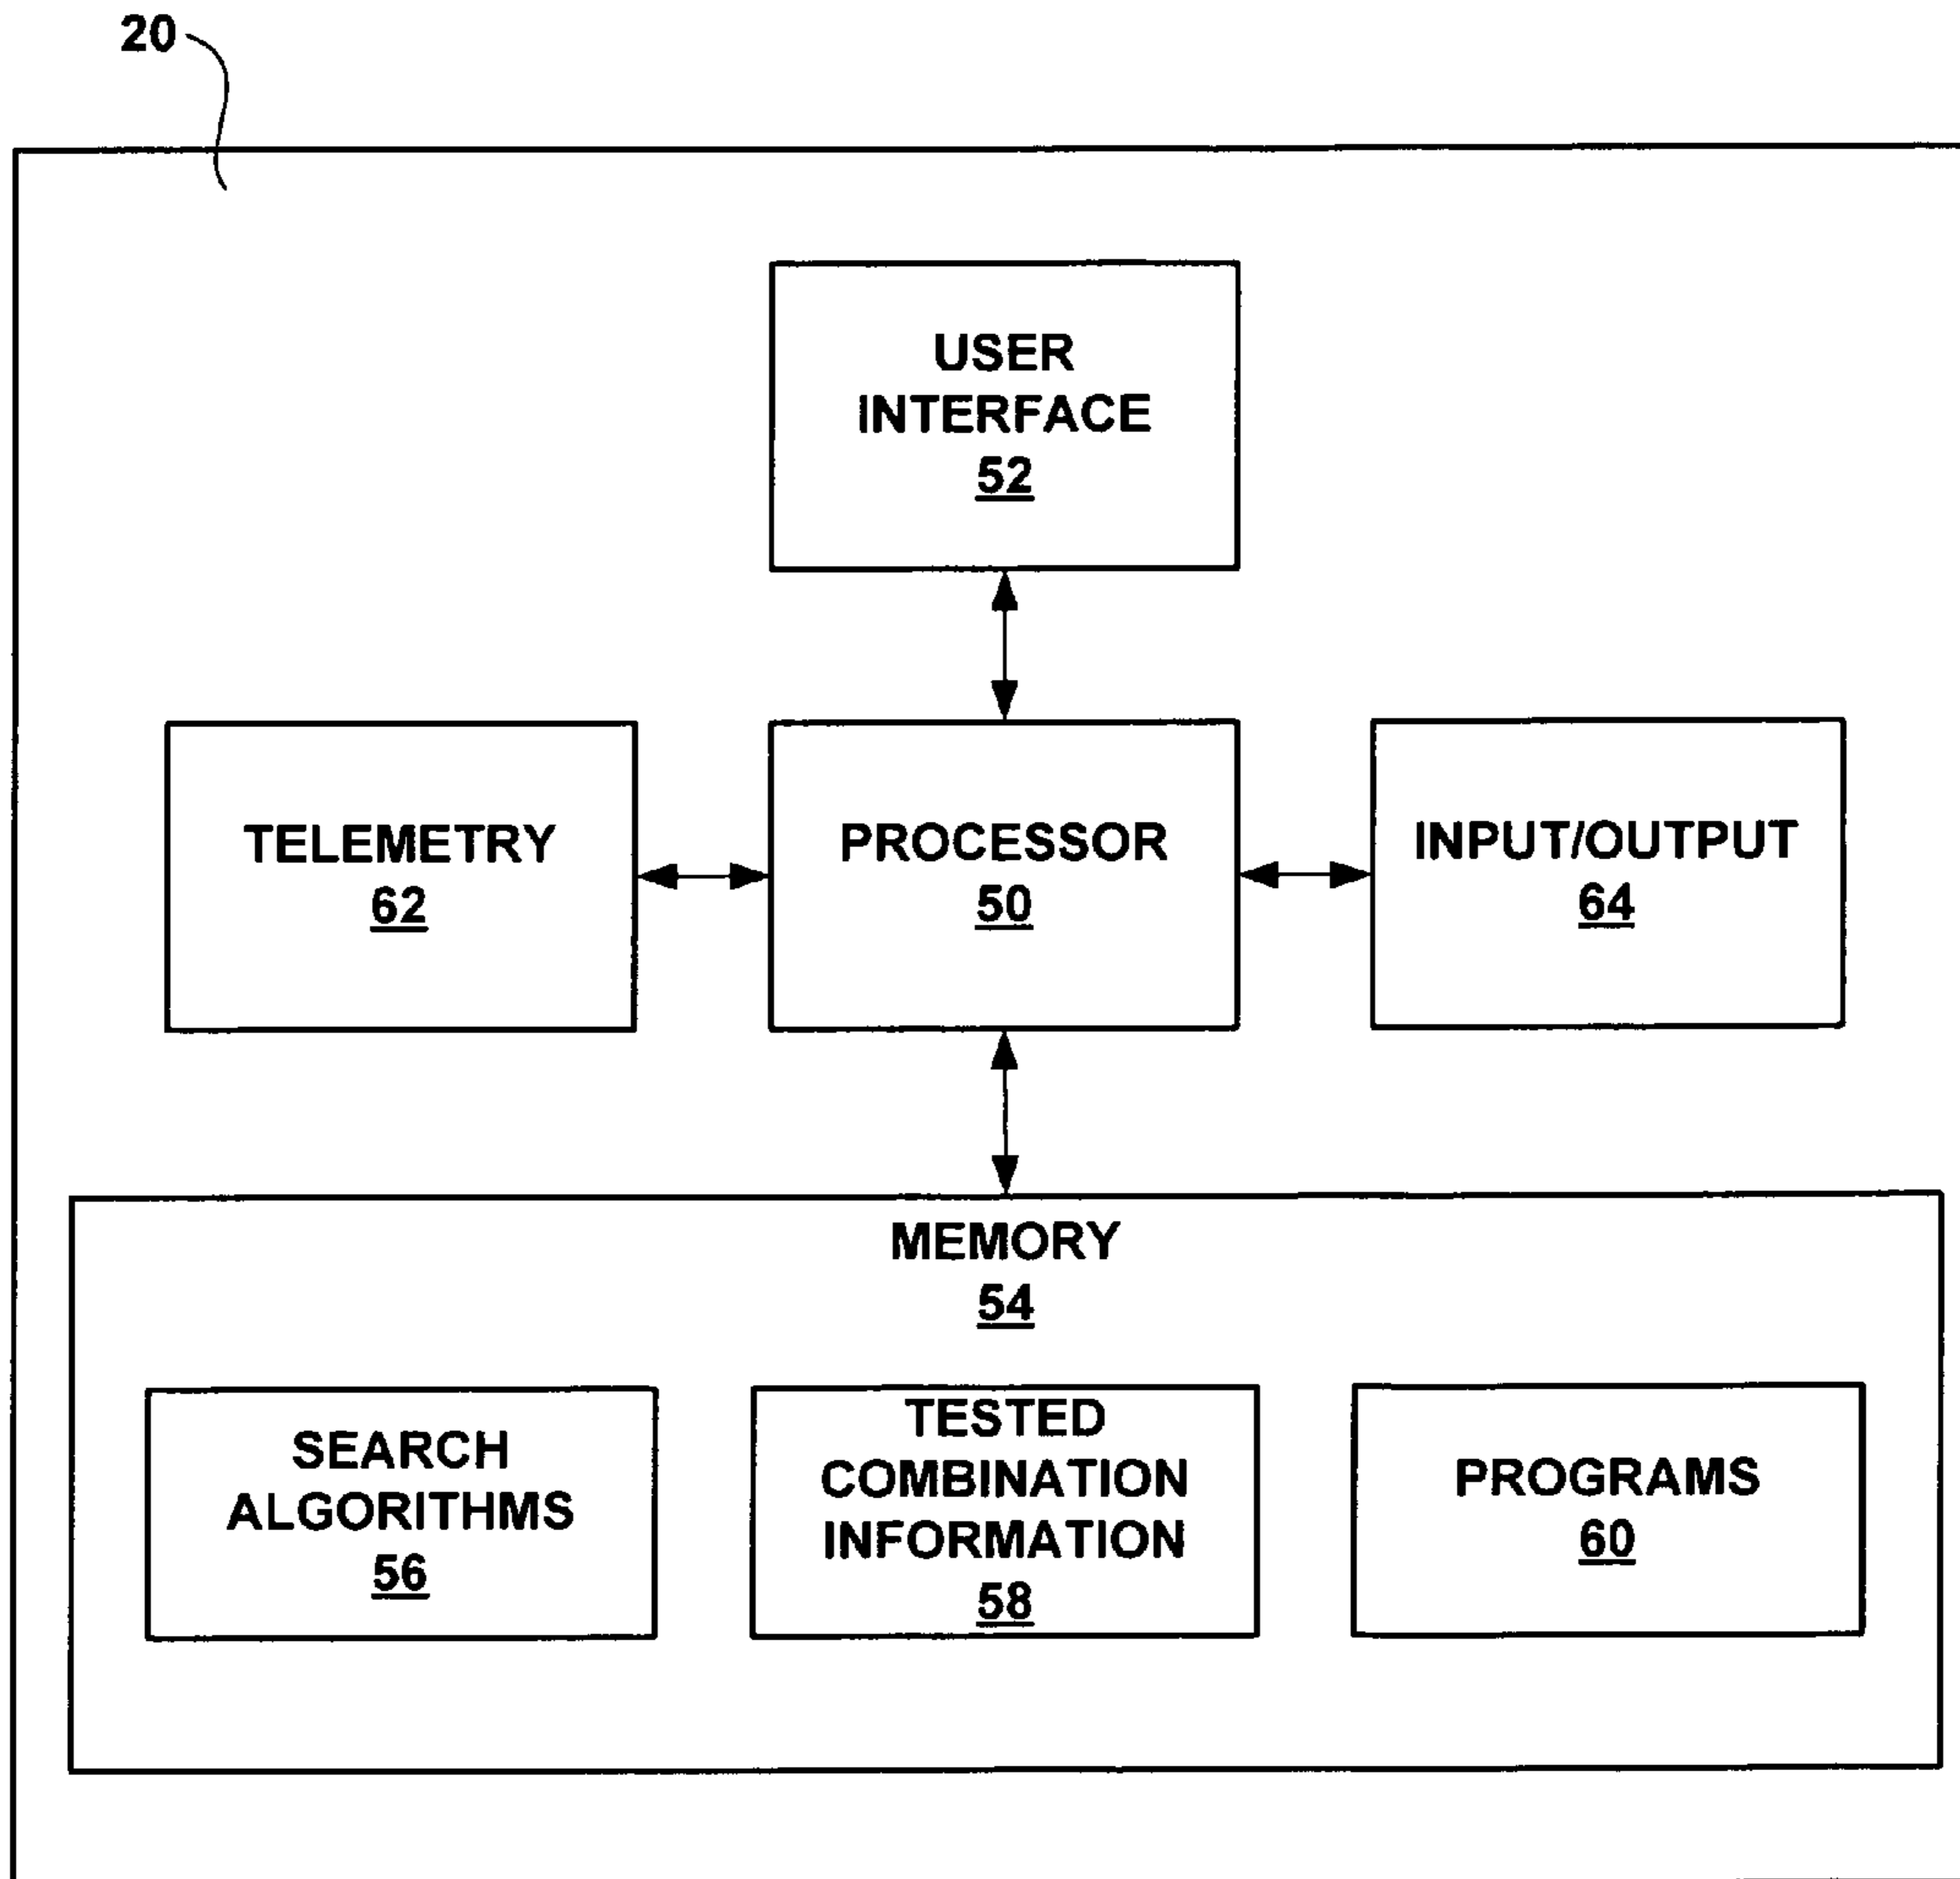 20
USER
INTERFACE
52
TELEMETRY
62
PROCESSOR
50
INPUT/OUTPUT
64
MEMORY
54
SEARCH
ALGORITHMS
56
TESTED
COMBINATION
INFORMATION
58
PROGRAMS
60